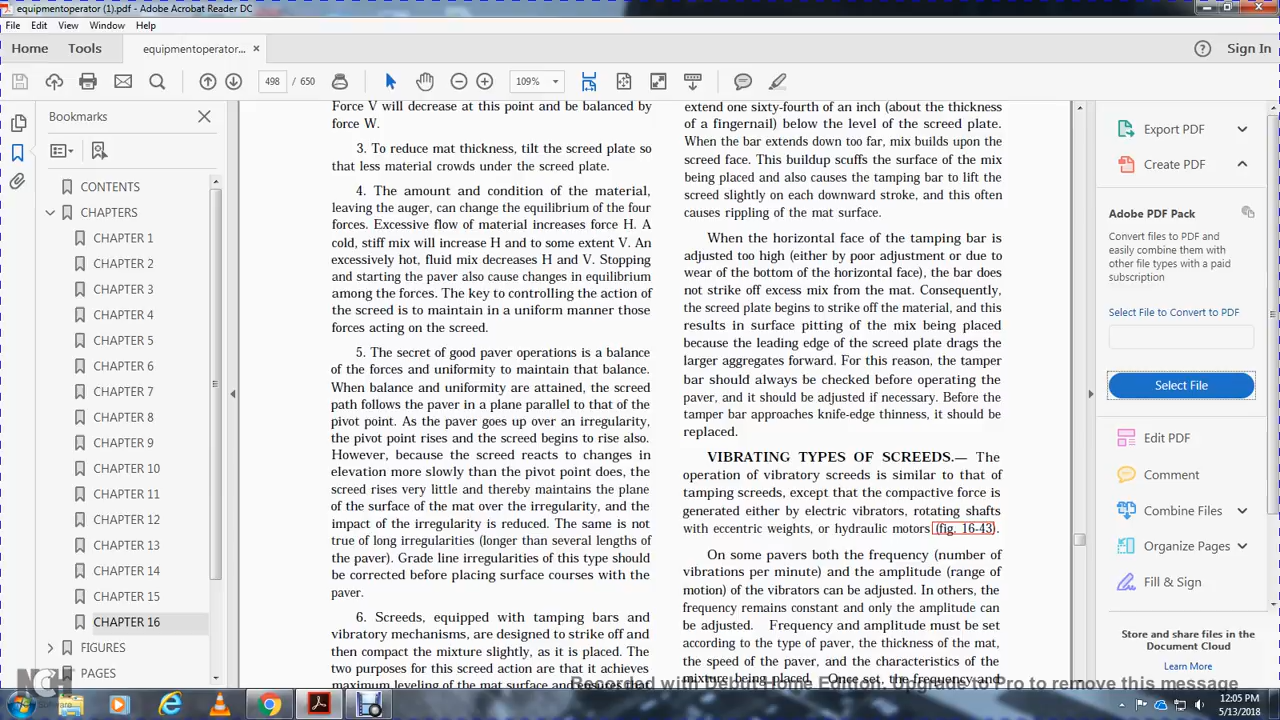 equipmentoperator (1).pdf - Adobe Acrobat Reader DC
File Edit View Window Help
Home Tools equipmentoperator... × Sign In
498 / 650 109%
Bookmarks
CONTENTS
CHAPTERS
CHAPTER 1
CHAPTER 2
CHAPTER 3
CHAPTER 4
CHAPTER 5
CHAPTER 6
CHAPTER 7
CHAPTER 8
CHAPTER 9
CHAPTER 10
CHAPTER 11
CHAPTER 12
CHAPTER 13
CHAPTER 14
CHAPTER 15
CHAPTER 16
FIGURES
PAGES
Force V will decrease at this point and be balanced by
force W.
3. To reduce mat thickness, tilt the screed plate so
that less material crowds under the screed plate.
4. The amount and condition of the material,
leaving the auger, can change the equilibrium of the four
forces. Excessive flow of material increases force H. A
cold, stiff mix will increase H and to some extent V. An
excessively hot, fluid mix decreases H and V. Stopping
and starting the paver also cause changes in equilibrium
among the forces. The key to controlling the action of
the screed is to maintain in a uniform manner those
forces acting on the screed.
5. The secret of good paver operations is a balance
of the forces and uniformity to maintain that balance.
When balance and uniformity are attained, the screed
path follows the paver in a plane parallel to that of the
pivot point. As the paver goes up over an irregularity,
the pivot point rises and the screed begins to rise also.
However, because the screed reacts to changes in
elevation more slowly than the pivot point does, the
screed rises very little and thereby maintains the plane
of the surface of the mat over the irregularity, and the
impact of the irregularity is reduced. The same is not
true of long irregularities (longer than several lengths of
the paver). Grade line irregularities of this type should
be corrected before placing surface courses with the
paver.
6. Screeds, equipped with tamping bars and
vibratory mechanisms, are designed to strike off and
then compact the mixture slightly, as it is placed. The
two purposes for this screed action are that it achieves
maximum leveling of the mat surface and ensures that
extend one sixty-fourth of an inch (about the thickness
of a fingernail) below the level of the screed plate.
When the bar extends down too far, mix builds upon the
screed face. This buildup scuffs the surface of the mix
being placed and also causes the tamping bar to lift the
screed slightly on each downward stroke, and this often
causes rippling of the mat surface.
When the horizontal face of the tamping bar is
adjusted too high (either by poor adjustment or due to
wear of the bottom of the horizontal face), the bar does
not strike off excess mix from the mat. Consequently,
the screed plate begins to strike off the material, and this
results in surface pitting of the mix being placed
because the leading edge of the screed plate drags the
larger aggregates forward. For this reason, the tamper
bar should always be checked before operating the
paver, and it should be adjusted if necessary. Before the
tamper bar approaches knife-edge thinness, it should be
replaced.
VIBRATING TYPES OF SCREEDS.— The
operation of vibratory screeds is similar to that of
tamping screeds, except that the compactive force is
generated either by electric vibrators, rotating shafts
with eccentric weights, or hydraulic motors (fig. 16-43).
On some pavers both the frequency (number of
vibrations per minute) and the amplitude (range of
motion) of the vibrators can be adjusted. In others, the
frequency remains constant and only the amplitude can
be adjusted. Frequency and amplitude must be set
according to the type of paver, the thickness of the mat,
the speed of the paver, and the characteristics of the
mixture being placed. Once set, the frequency and
Export PDF
Create PDF
Adobe PDF Pack
Convert files to PDF and
easily combine them with
other file types with a paid
subscription
Select File to Convert to PDF
Select File
Edit PDF
Comment
Combine Files
Organize Pages
Fill & Sign
Store and share files in the
Document Cloud
Learn More
Recorded with Debut Home Edition. Upgrade to Pro to remove this message
NCH
Software
12:05 PM
5/13/2018